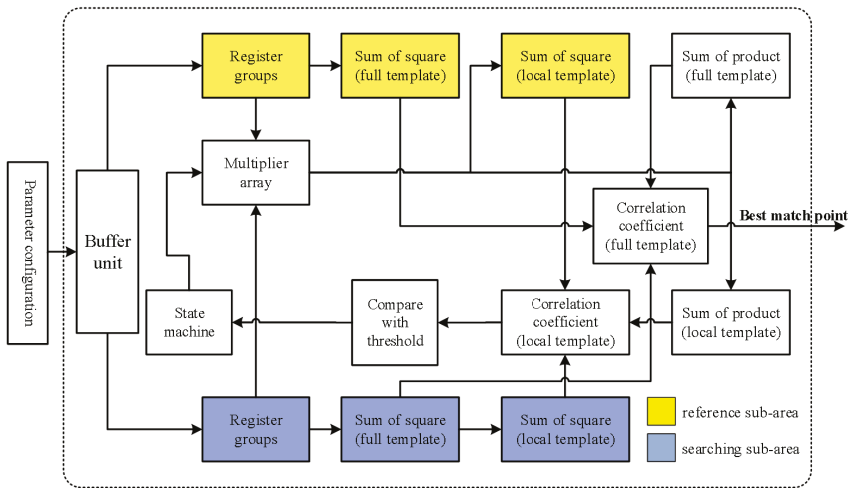 Parameter configuration
Buffer
unit
Register
groups
Sum of square
(full template)
Sum of square
(local template)
Sum of product
(full template)
Multiplier
array
Correlation
coefficient
(full template)
Best match point
State
machine
Compare
with
threshold
Correlation
coefficient
(local template)
Sum of product
(local template)
Register
groups
Sum of square
(full template)
Sum of square
(local template)
reference sub-area
searching sub-area